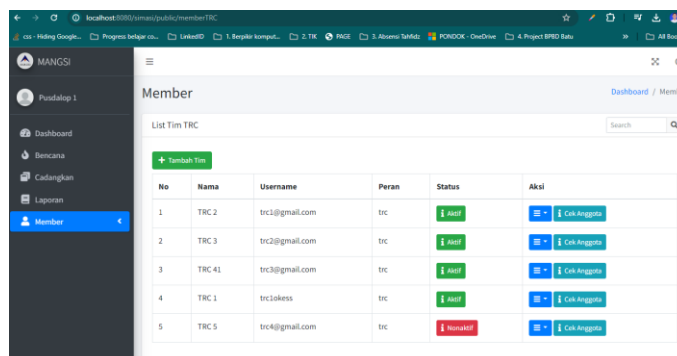 localhost:8080/simasi/public/memberTRC
css - Hiding Google... Progress belajar co... LinkedID 1. Berpikir komput... 2. TIK PAGE 3. Absensi Tahfidz PONDOK - OneDrive 4. Project BPBD Batu » All Boo
MANGSI
Pusdalop 1
Dashboard
Bencana
Cadangkan
Laporan
Member
Member
Dashboard / Mem
List Tim TRC
Search
+ Tambah Tim
No Nama Username Peran Status Aksi
1 TRC 2 trc1@gmail.com trc Aktif Cek Anggota
2 TRC 3 trc2@gmail.com trc Aktif Cek Anggota
3 TRC 41 trc3@gmail.com trc Aktif Cek Anggota
4 TRC 1 trc1okess trc Aktif Cek Anggota
5 TRC 5 trc4@gmail.com trc Nonaktif Cek Anggota